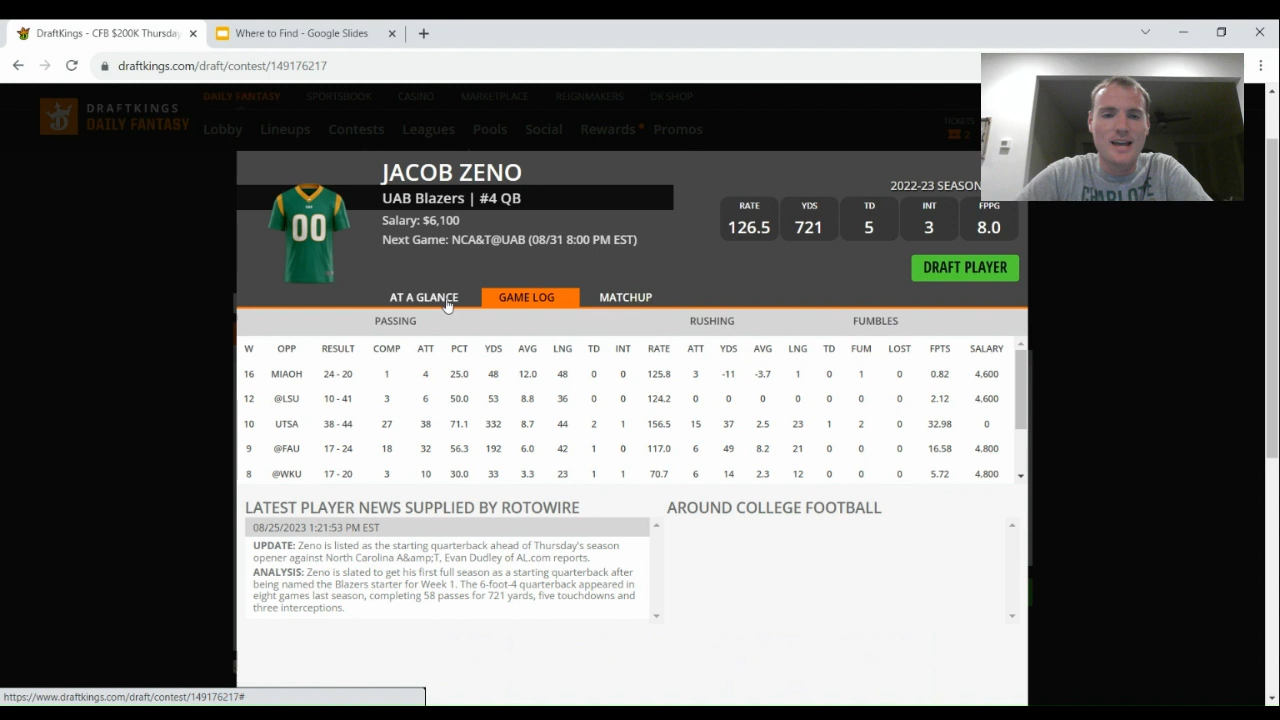 DraftKings - CFB $200K Thursday
Where to Find - Google Slides
draftkings.com/draft/contest/149176217
DRAFTKINGS
DAILY FANTASY
DAILY FANTASY SPORTSBOOK CASINO MARKETPLACE REIGNMAKERS DK SHOP
Lobby Lineups Contests Leagues Pools Social Rewards Promos
TICKETS
2
JACOB ZENO
UAB Blazers | #4 QB
Salary: $6,100
Next Game: NCA&T@UAB (08/31 8:00 PM EST)
00
2022-23 SEASON
RATE YDS TD INT FPPG
126.5 721 5 3 8.0
DRAFT PLAYER
AT A GLANCE GAME LOG MATCHUP
PASSING RUSHING FUMBLES
W OPP RESULT COMP ATT PCT YDS AVG LNG TD INT RATE ATT YDS AVG LNG TD FUM LOST FPTS SALARY
16 MIAOH 24 - 20 1 4 25.0 48 12.0 48 0 0 125.8 3 -11 -3.7 1 0 1 0 0.82 4,600
12 @LSU 10 - 41 3 6 50.0 53 8.8 36 0 0 124.2 0 0 0 0 0 0 0 2.12 4,600
10 UTSA 38 - 44 27 38 71.1 332 8.7 44 2 1 156.5 15 37 2.5 23 1 2 0 32.98 0
9 @FAU 17 - 24 18 32 56.3 192 6.0 42 1 0 117.0 6 49 8.2 21 0 0 0 16.58 4,800
8 @WKU 17 - 20 3 10 30.0 33 3.3 23 1 1 70.7 6 14 2.3 12 0 0 0 5.72 4,800
LATEST PLAYER NEWS SUPPLIED BY ROTOWIRE
08/25/2023 1:21:53 PM EST
UPDATE: Zeno is listed as the starting quarterback ahead of Thursday's season
opener against North Carolina A&amp;T, Evan Dudley of AL.com reports.
ANALYSIS: Zeno is slated to get his first full season as a starting quarterback after
being named the Blazers starter for Week 1. The 6-foot-4 quarterback appeared in
eight games last season, completing 58 passes for 721 yards, five touchdowns and
three interceptions.
AROUND COLLEGE FOOTBALL
https://www.draftkings.com/draft/contest/149176217#